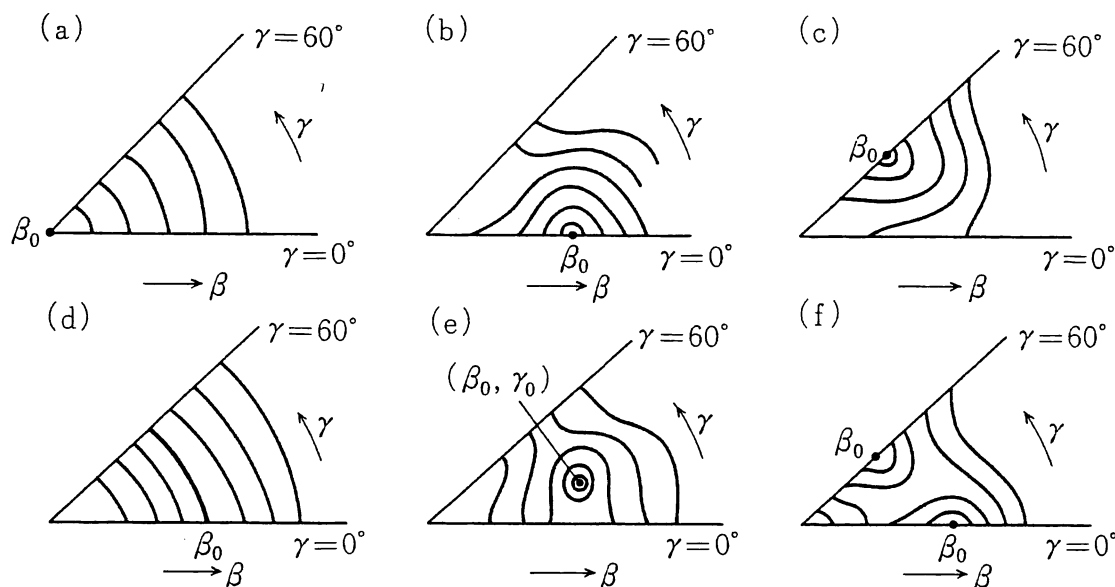 (a)
γ=60°
γ
β₀
γ=0°
→ β
(b)
γ=60°
γ
β₀
γ=0°
→ β
(c)
γ=60°
γ
β₀
γ=0°
→ β
(d)
γ=60°
γ
β₀
γ=0°
→ β
(e)
γ=60°
(β₀, γ₀)
γ
γ=0°
→ β
(f)
γ=60°
γ
β₀
β₀
γ=0°
→ β